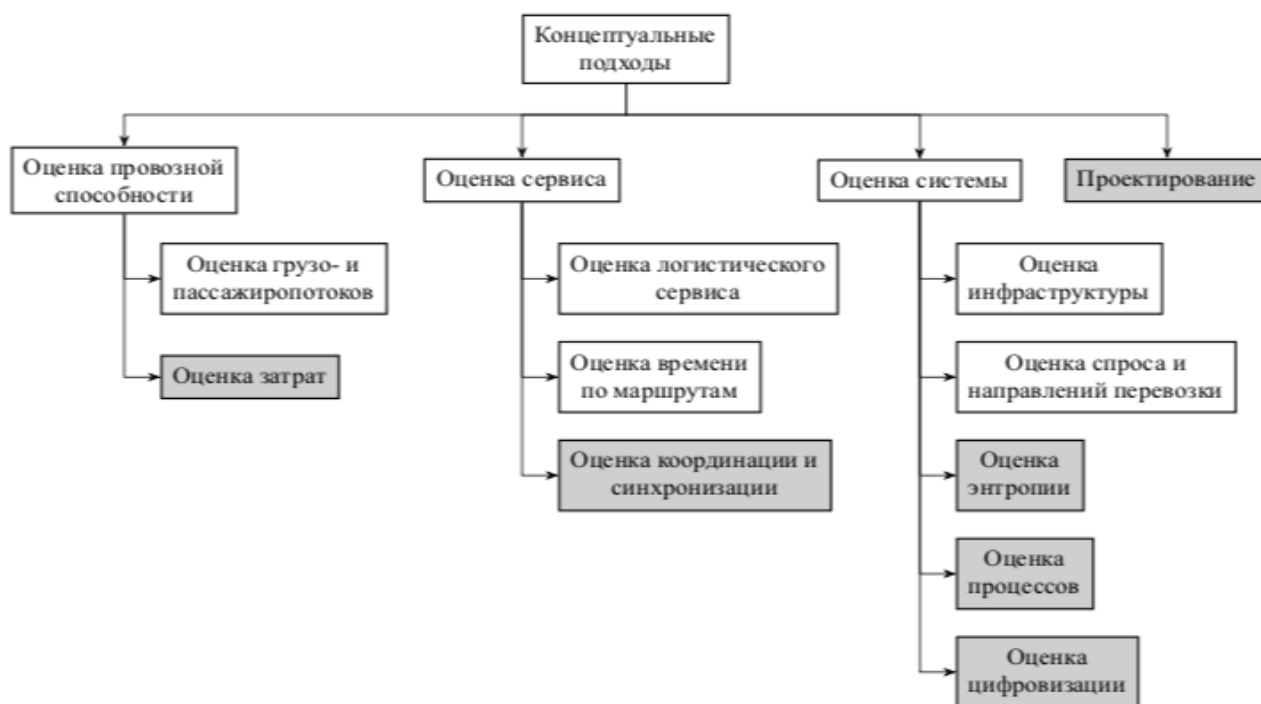 Концептуальные
подходы
Оценка провозной
способности
Оценка сервиса
Оценка системы
Проектирование
Оценка грузо- и
пассажиропотоков
Оценка затрат
Оценка логистического
сервиса
Оценка времени
по маршрутам
Оценка координации и
синхронизации
Оценка
инфраструктуры
Оценка спроса и
направлений перевозки
Оценка
энтропии
Оценка
процессов
Оценка
цифровизации